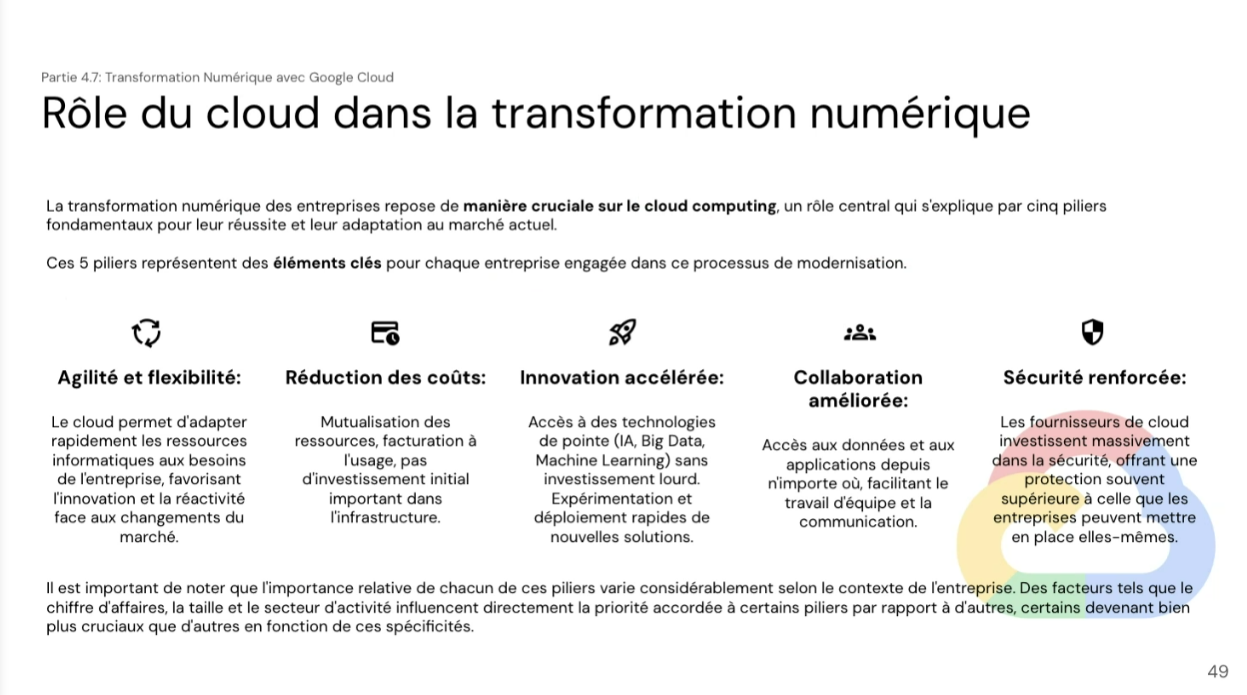 Partie 4.7: Transformation Numérique avec Google Cloud
Rôle du cloud dans la transformation numérique
La transformation numérique des entreprises repose de manière cruciale sur le cloud computing, un rôle central qui s'explique par cinq piliers
fondamentaux pour leur réussite et leur adaptation au marché actuel.
Ces 5 piliers représentent des éléments clés pour chaque entreprise engagée dans ce processus de modernisation.
Agilité et flexibilité:
Le cloud permet d'adapter
rapidement les ressources
informatiques aux besoins
de l'entreprise, favorisant
l'innovation et la réactivité
face aux changements du
marché.
Réduction des coûts:
Mutualisation des
ressources, facturation à
l'usage, pas
d'investissement initial
important dans
l'infrastructure.
Innovation accélérée:
Accès à des technologies
de pointe (IA, Big Data,
Machine Learning) sans
investissement lourd.
Expérimentation et
déploiement rapides de
nouvelles solutions.
Collaboration
améliorée:
Accès aux données et aux
applications depuis
n'importe où, facilitant le
travail d'équipe et la
communication.
Sécurité renforcée:
Les fournisseurs de cloud
investissent massivement
dans la sécurité, offrant une
protection souvent
supérieure à celle que les
entreprises peuvent mettre
en place elles-mêmes.
Il est important de noter que l'importance relative de chacun de ces piliers varie considérablement selon le contexte de l'entreprise. Des facteurs tels que le
chiffre d'affaires, la taille et le secteur d'activité influencent directement la priorité accordée à certains piliers par rapport à d'autres, certains devenant bien
plus cruciaux que d'autres en fonction de ces spécificités.
49